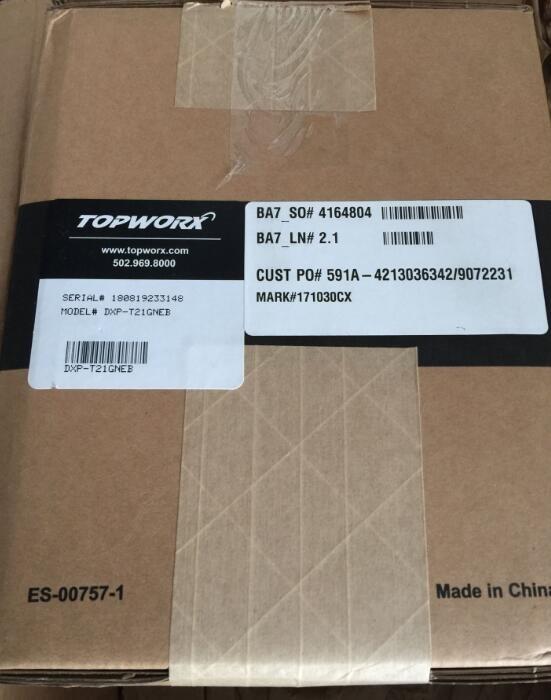 TOPWORX
www.topworx.com
502.969.8000
SERIAL# 180819233148
MODEL# DXP-T21GNEB
DXP-T21GNEB
BA7_SO# 4164804
BA7_LN# 2.1
CUST PO# 591A-4213036342/9072231
MARK#171030CX
ES-00757-1
Made in China